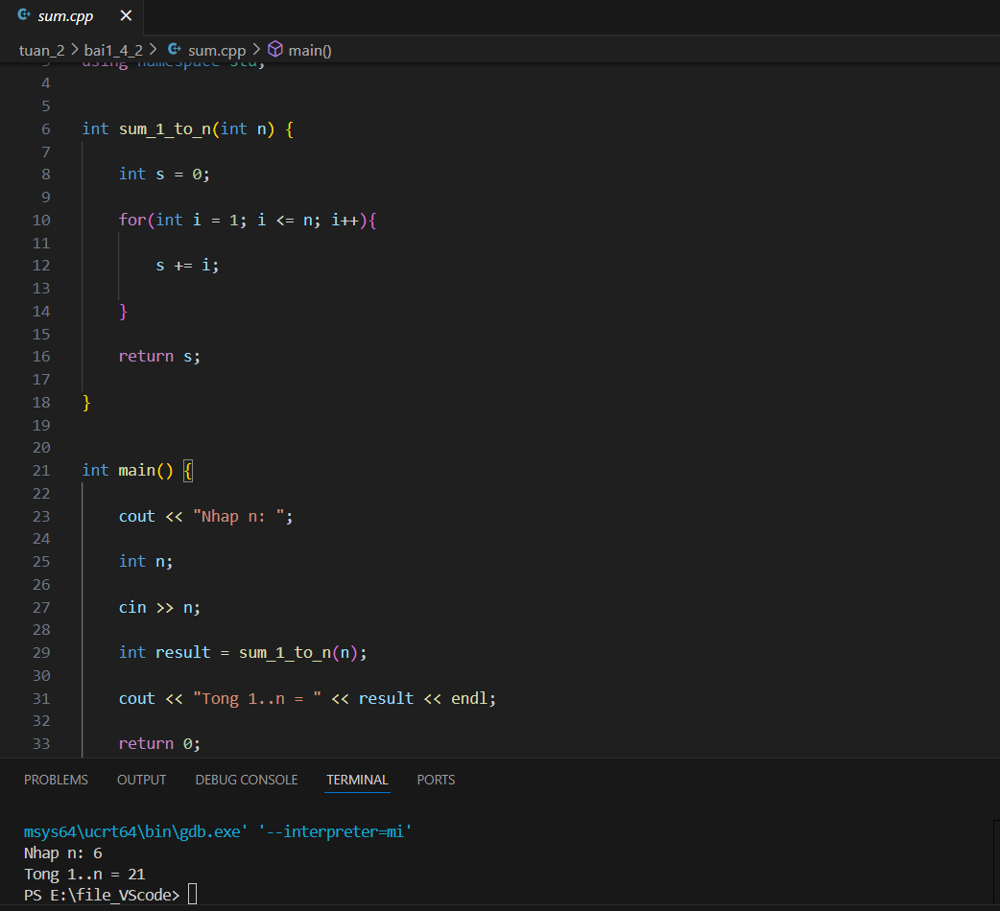 sum.cpp
tuan_2 > bai1_4_2 > sum.cpp > main()
3 using namespace std;
4
5
6 int sum_1_to_n(int n) {
7
8 int s = 0;
9
10 for(int i = 1; i <= n; i++){
11
12 s += i;
13
14 }
15
16 return s;
17
18 }
19
20
21 int main() {
22
23 cout << "Nhap n: ";
24
25 int n;
26
27 cin >> n;
28
29 int result = sum_1_to_n(n);
30
31 cout << "Tong 1..n = " << result << endl;
32
33 return 0;
PROBLEMS OUTPUT DEBUG CONSOLE TERMINAL PORTS
msys64\ucrt64\bin\gdb.exe' '--interpreter=mi'
Nhap n: 6
Tong 1..n = 21
PS E:\file_VScode>